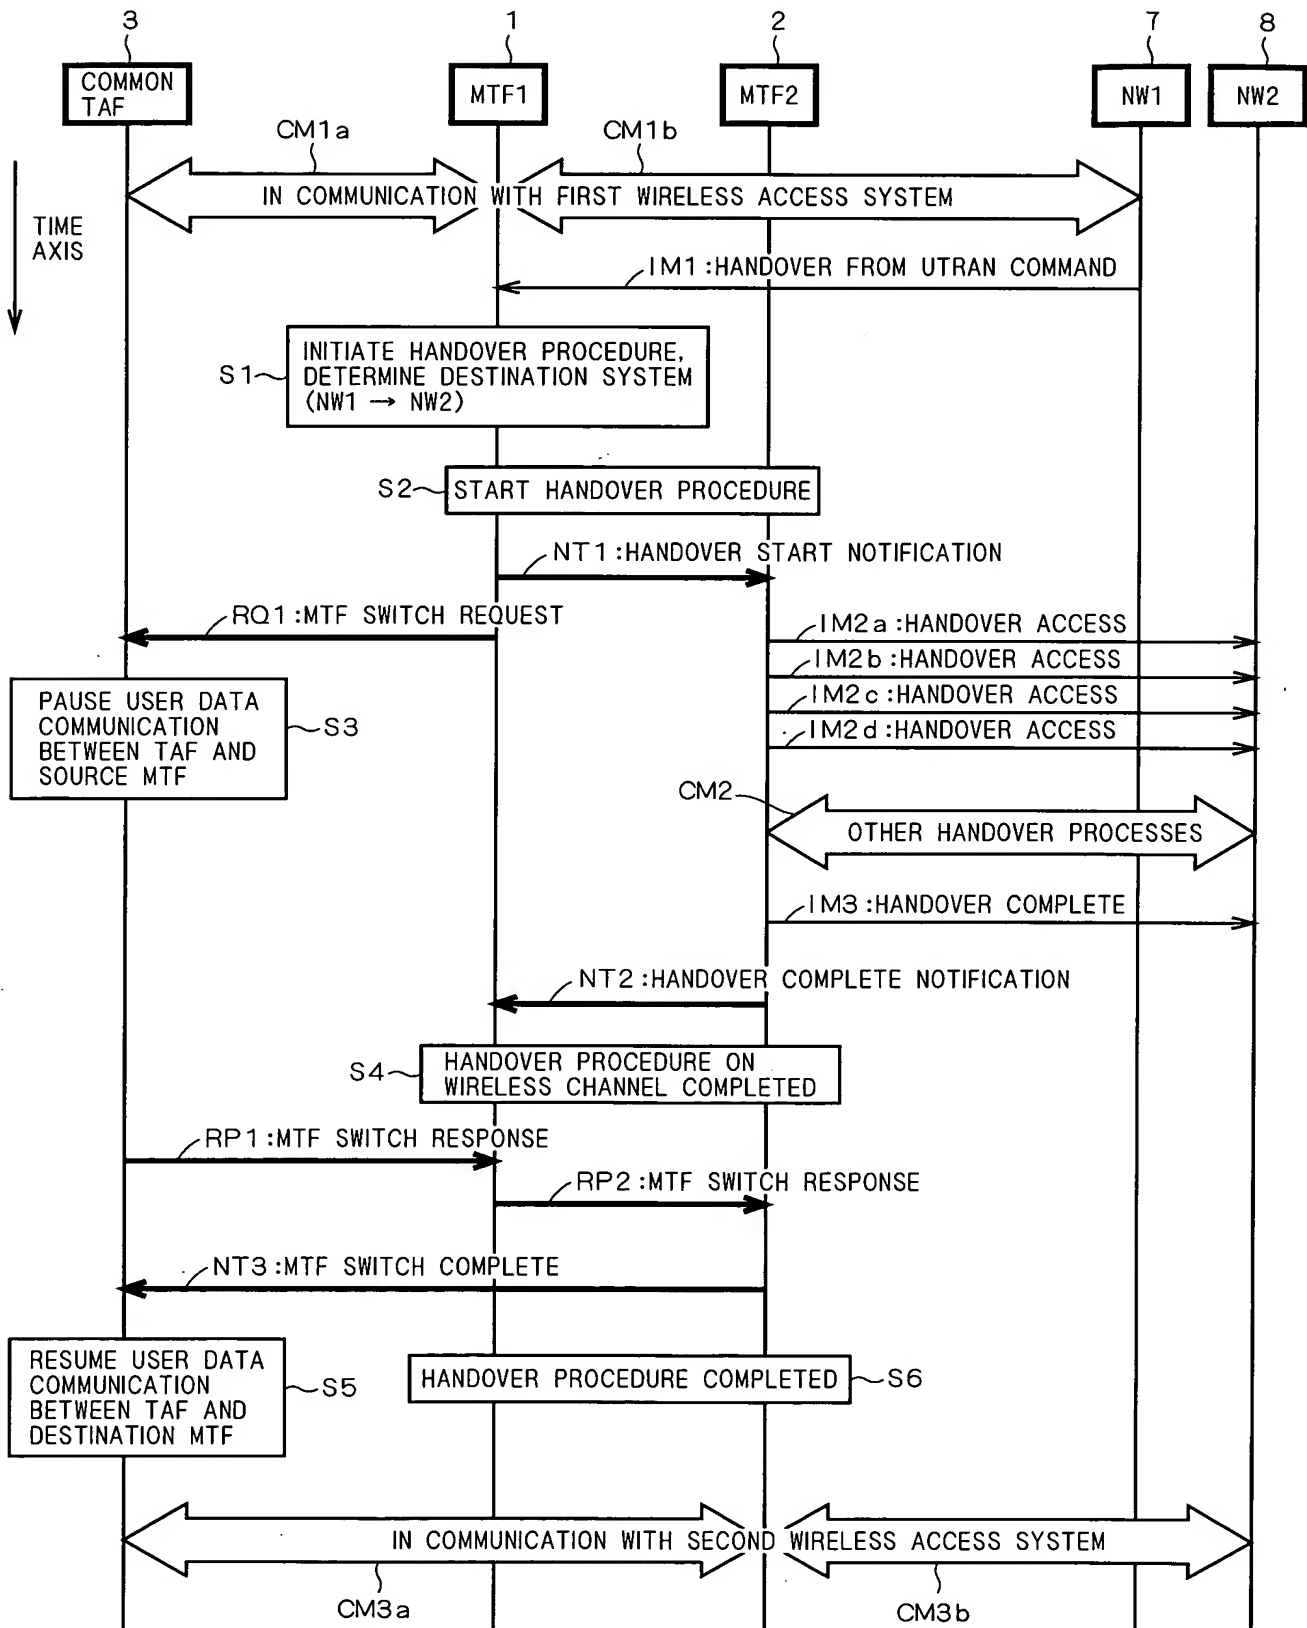 3
1
2
7
8
COMMON
TAF
MTF1
MTF2
NW1
NW2
CM1a
CM1b
IN COMMUNICATION WITH FIRST WIRELESS ACCESS SYSTEM
TIME
AXIS
IM1:HANDOVER FROM UTRAN COMMAND
S1
INITIATE HANDOVER PROCEDURE,
DETERMINE DESTINATION SYSTEM
(NW1 → NW2)
S2
START HANDOVER PROCEDURE
NT1:HANDOVER START NOTIFICATION
RQ1:MTF SWITCH REQUEST
IM2a:HANDOVER ACCESS
IM2b:HANDOVER ACCESS
IM2c:HANDOVER ACCESS
IM2d:HANDOVER ACCESS
PAUSE USER DATA
COMMUNICATION
BETWEEN TAF AND
SOURCE MTF
S3
CM2
OTHER HANDOVER PROCESSES
IM3:HANDOVER COMPLETE
NT2:HANDOVER COMPLETE NOTIFICATION
S4
HANDOVER PROCEDURE ON
WIRELESS CHANNEL COMPLETED
RP1:MTF SWITCH RESPONSE
RP2:MTF SWITCH RESPONSE
NT3:MTF SWITCH COMPLETE
RESUME USER DATA
COMMUNICATION
BETWEEN TAF AND
DESTINATION MTF
S5
HANDOVER PROCEDURE COMPLETED
S6
IN COMMUNICATION WITH SECOND WIRELESS ACCESS SYSTEM
CM3a
CM3b